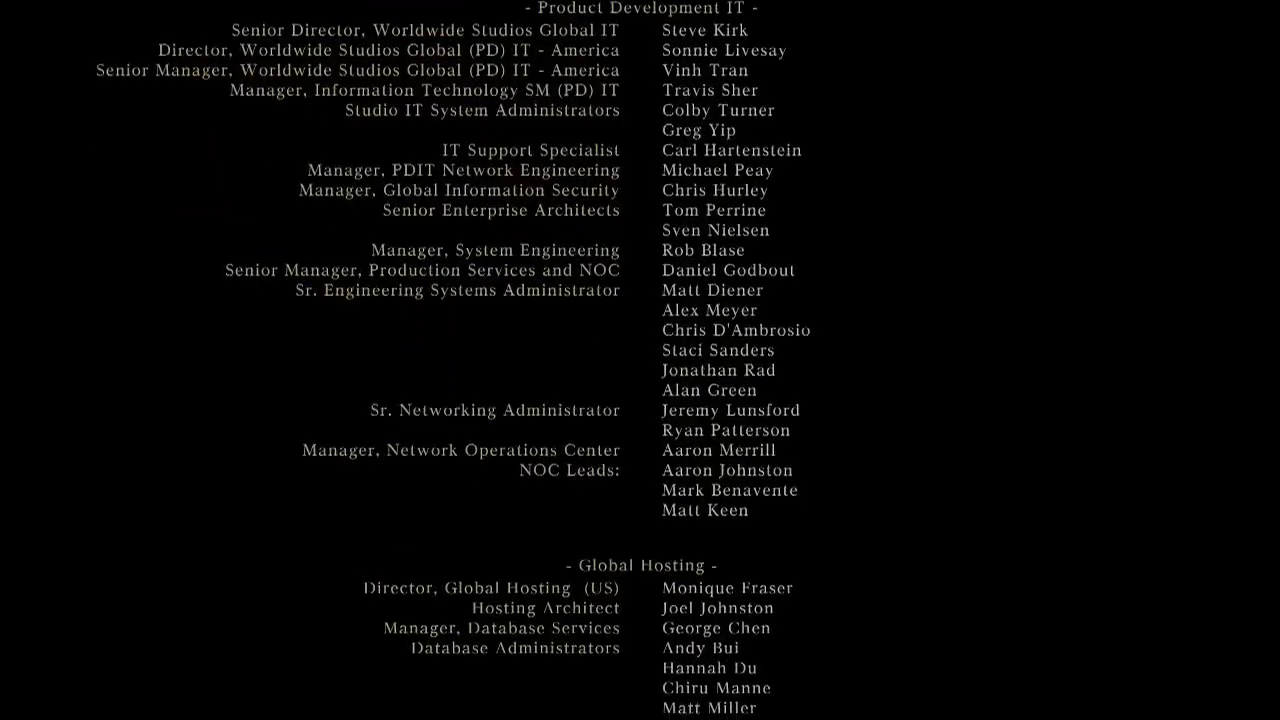 - Product Development IT -
Senior Director, Worldwide Studios Global IT Steve Kirk
Director, Worldwide Studios Global (PD) IT - America Sonnie Livesay
Senior Manager, Worldwide Studios Global (PD) IT - America Vinh Tran
Manager, Information Technology SM (PD) IT Travis Sher
Studio IT System Administrators Colby Turner
Greg Yip
IT Support Specialist Carl Hartenstein
Manager, PDIT Network Engineering Michael Peay
Manager, Global Information Security Chris Hurley
Senior Enterprise Architects Tom Perrine
Sven Nielsen
Manager, System Engineering Rob Blase
Senior Manager, Production Services and NOC Daniel Godbout
Sr. Engineering Systems Administrator Matt Diener
Alex Meyer
Chris D'Ambrosio
Staci Sanders
Jonathan Rad
Alan Green
Sr. Networking Administrator Jeremy Lunsford
Ryan Patterson
Manager, Network Operations Center Aaron Merrill
NOC Leads: Aaron Johnston
Mark Benavente
Matt Keen
- Global Hosting -
Director, Global Hosting (US) Monique Fraser
Hosting Architect Joel Johnston
Manager, Database Services George Chen
Database Administrators Andy Bui
Hannah Du
Chiru Manne
Matt Miller